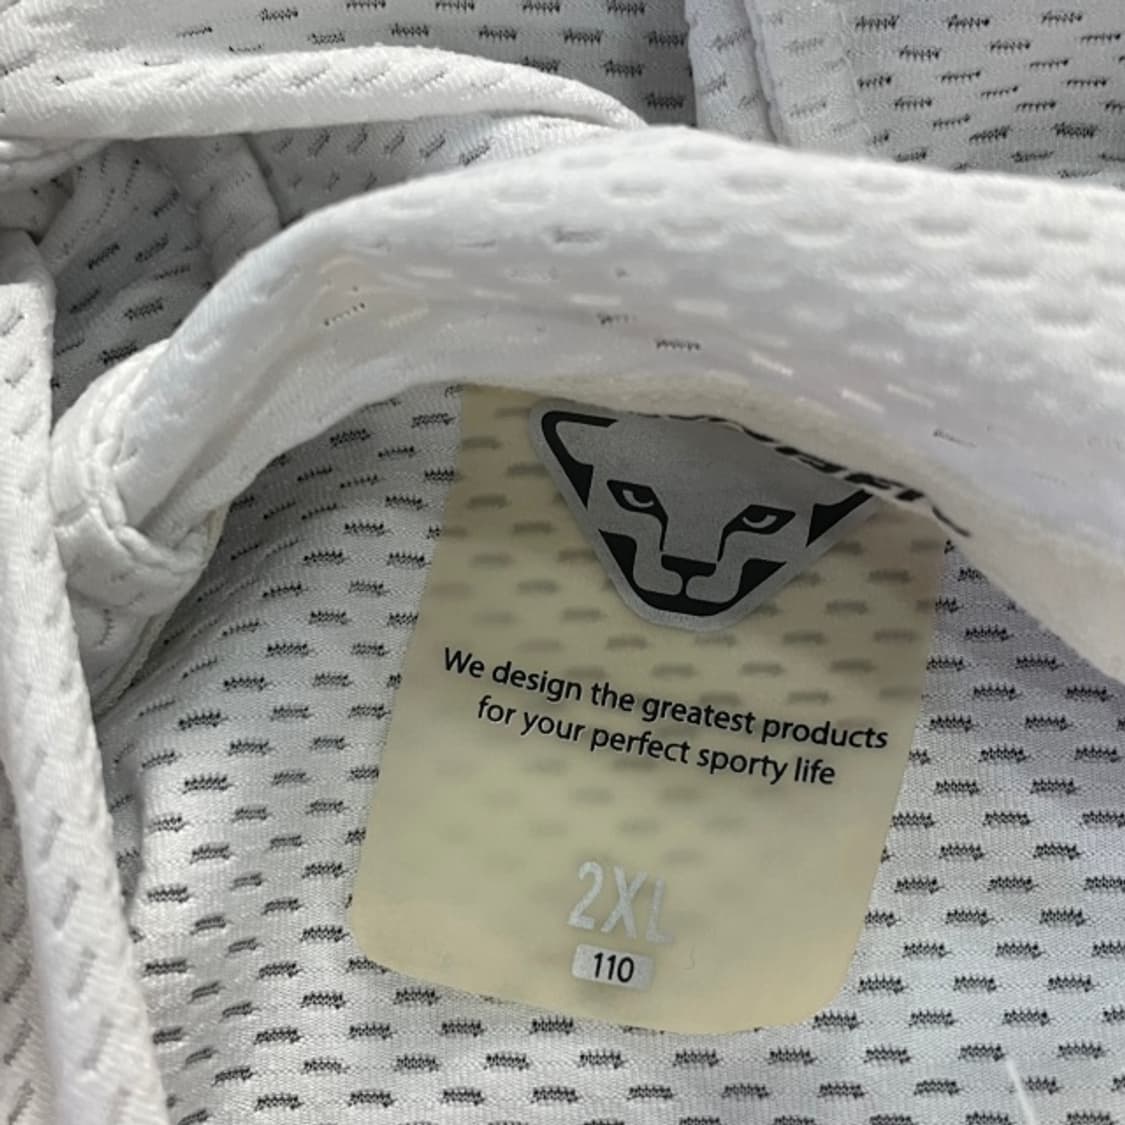 We design the greatest products
for your perfect sporty life
2XL
110